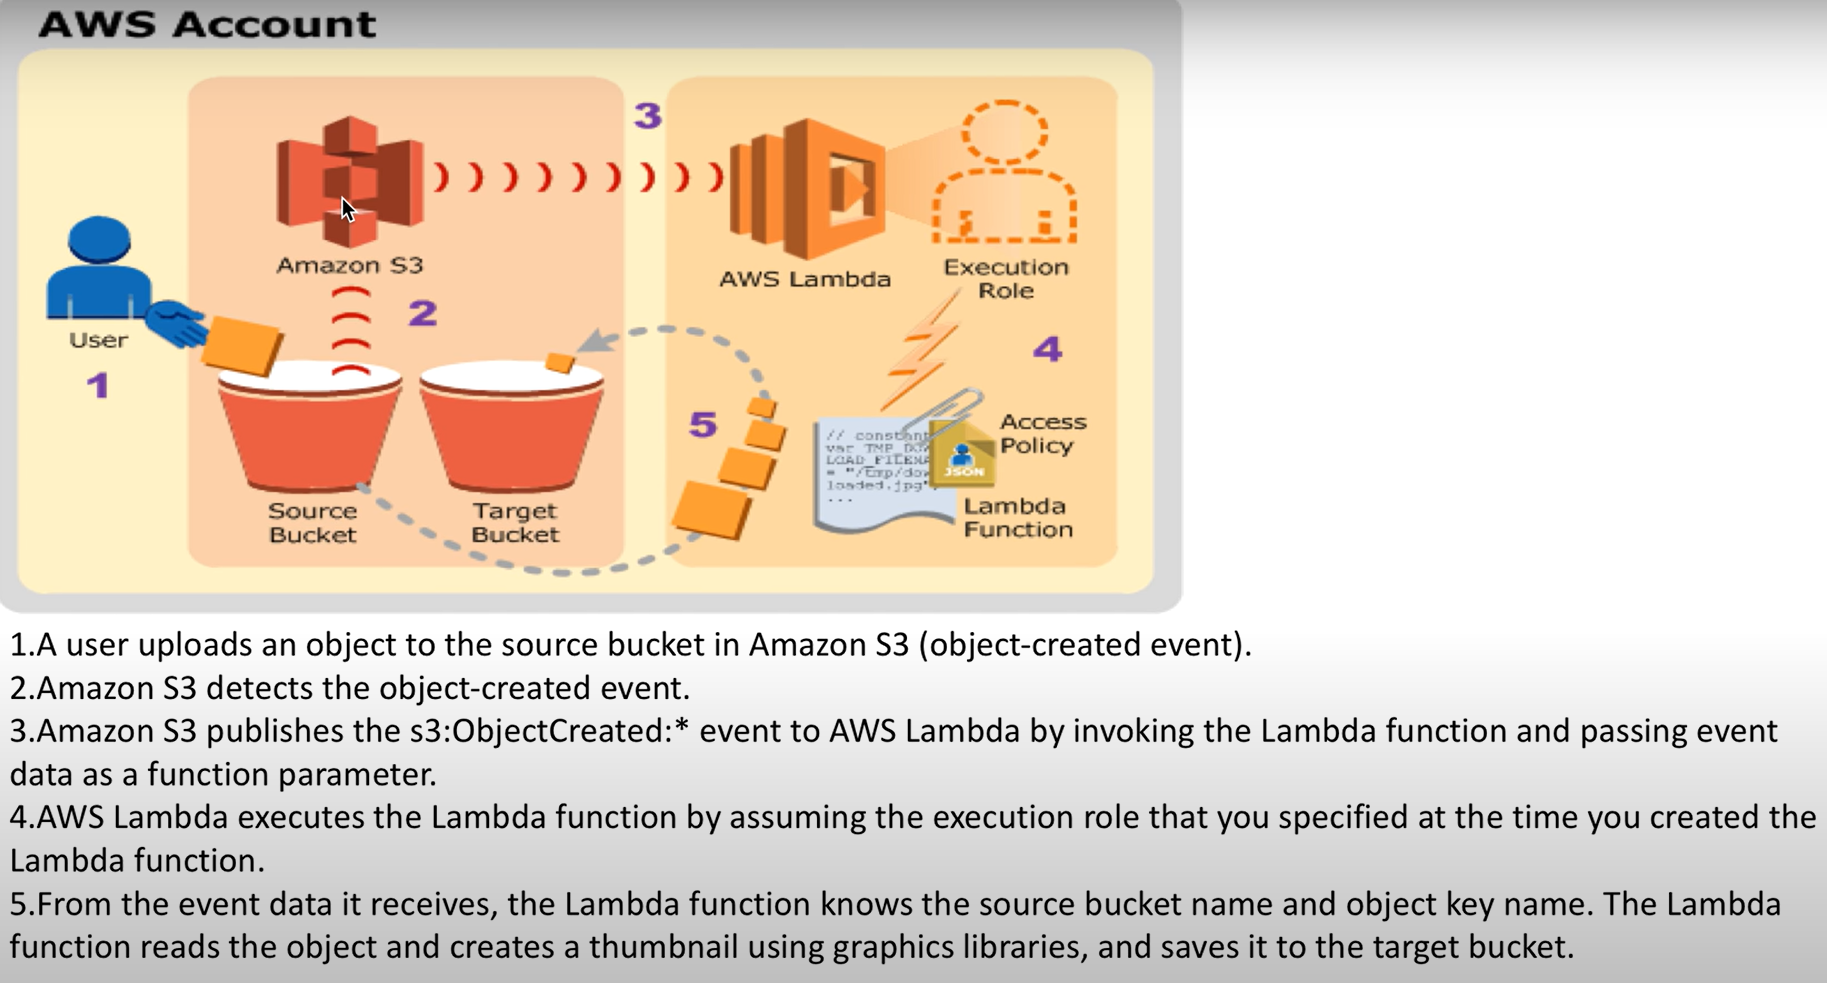 AWS Account
3
Amazon S3
AWS Lambda
Execution
Role
2
User
1
4
5
// constant
var TMP_DOW
LOAD_FILENA
= "/tmp/dow
loaded.jpg"
...
JSON
Access
Policy
Lambda
Function
Source
Bucket
Target
Bucket
1.A user uploads an object to the source bucket in Amazon S3 (object-created event).
2.Amazon S3 detects the object-created event.
3.Amazon S3 publishes the s3:ObjectCreated:* event to AWS Lambda by invoking the Lambda function and passing event
data as a function parameter.
4.AWS Lambda executes the Lambda function by assuming the execution role that you specified at the time you created the
Lambda function.
5.From the event data it receives, the Lambda function knows the source bucket name and object key name. The Lambda
function reads the object and creates a thumbnail using graphics libraries, and saves it to the target bucket.